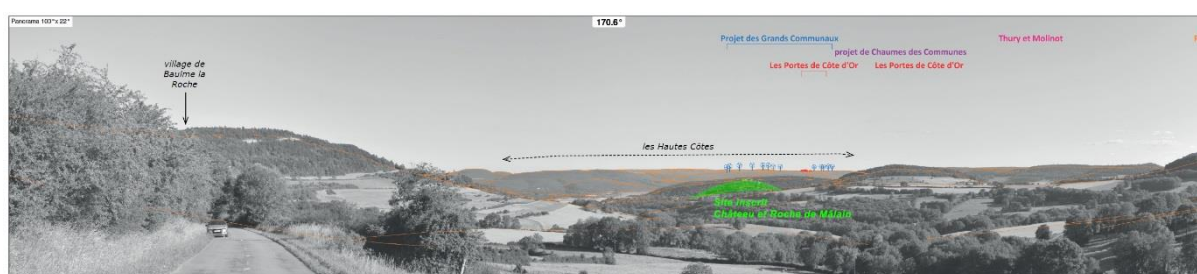 Panorama 103°x 22°
170.6°
Projet des Grands Communaux
Thury et Molinot
projet de Chaumes des Communes
Les Portes de Côte d'Or
Les Portes de Côte d'Or
village de
Baulme la
Roche
les Hautes Côtes
Site inscrit
Château et Roche de Mâlain